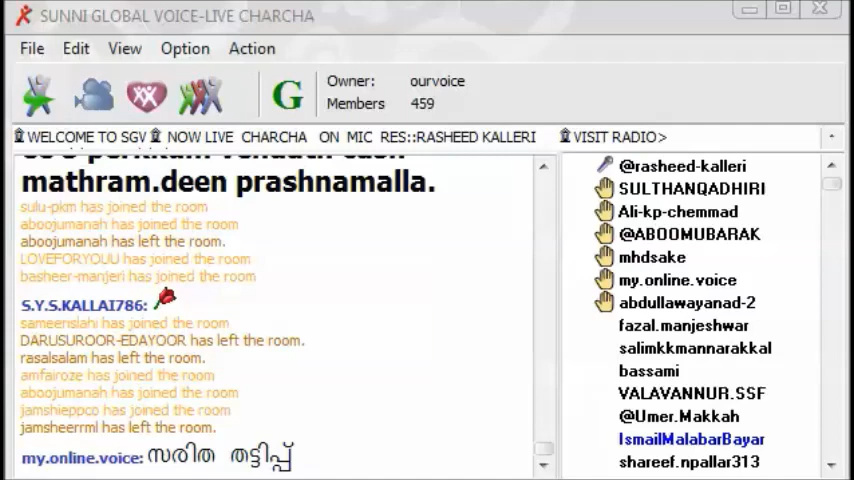 SUNNI GLOBAL VOICE-LIVE CHARCHA
File Edit View Option Action
G
Owner: ourvoice
Members 459
WELCOME TO SGV NOW LIVE CHARCHA ON MIC RES::RASHEED KALLERI
VISIT RADIO>
mathram.deen prashnamalla.
sulu-pkm has joined the room
aboojumanah has joined the room
aboojumanah has left the room.
LOVEFORYOUU has joined the room
basheer-manjeri has joined the room
S.Y.S.KALLAI786:
sameerislahi has joined the room
DARUSUROOR-EDAYOOR has left the room.
rasalsalam has left the room.
amfairoze has joined the room
aboojumanah has joined the room
jamshieppco has joined the room
jamsheerrml has left the room.
my.online.voice: സരിത തട്ടിപ്പ്
@rasheed-kalleri
SULTHANQADHIRI
Ali-kp-chemmad
@ABOOMUBARAK
mhdsake
my.online.voice
abdullawayanad-2
fazal.manjeshwar
salimkkmannarakkal
bassami
VALAVANNUR.SSF
@Umer.Makkah
IsmailMalabarBayar
shareef.npallar313